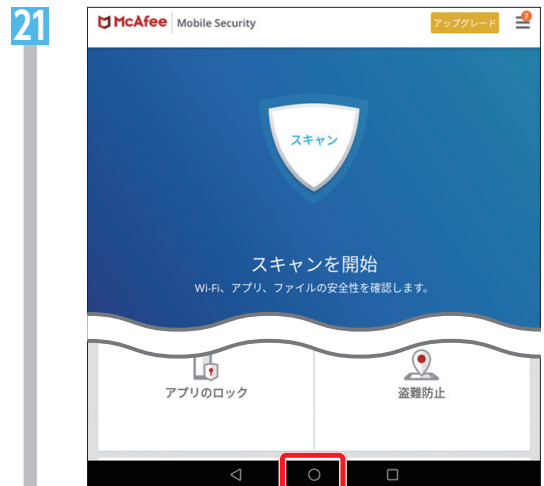 21
McAfee Mobile Security
アップグレード
7
スキャン
スキャンを開始
Wi-Fi、アプリ、ファイルの安全性を確認します。
アプリのロック
盗難防止